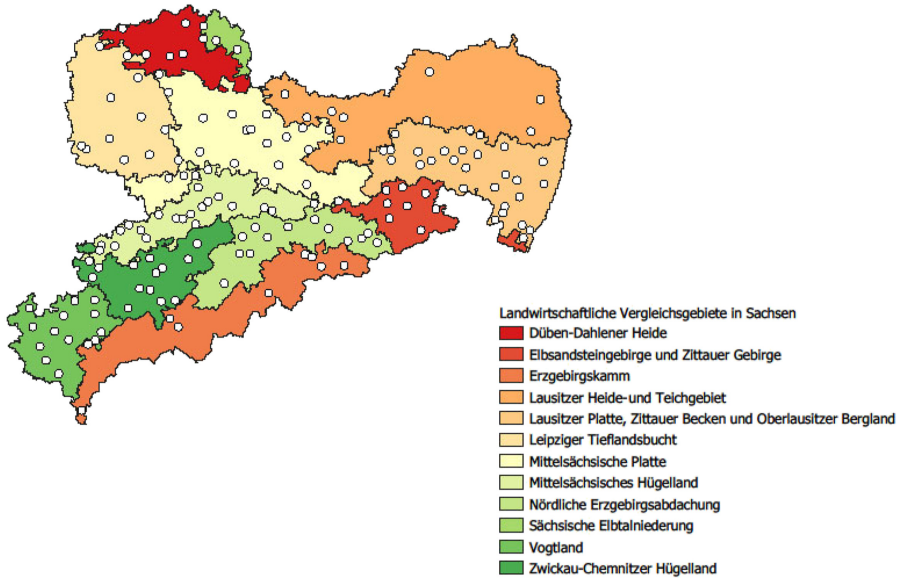 Landwirtschaftliche Vergleichsgebiete in Sachsen
Düben-Dahlener Heide
Elbsandsteingebirge und Zittauer Gebirge
Erzgebirgskamm
Lausitzer Heide-und Teichgebiet
Lausitzer Platte, Zittauer Becken und Oberlausitzer Bergland
Leipziger Tieflandsbucht
Mittelsächsische Platte
Mittelsächsisches Hügelland
Nördliche Erzgebirgsabdachung
Sächsische Elbtalniederung
Vogtland
Zwickau-Chemnitzer Hügelland